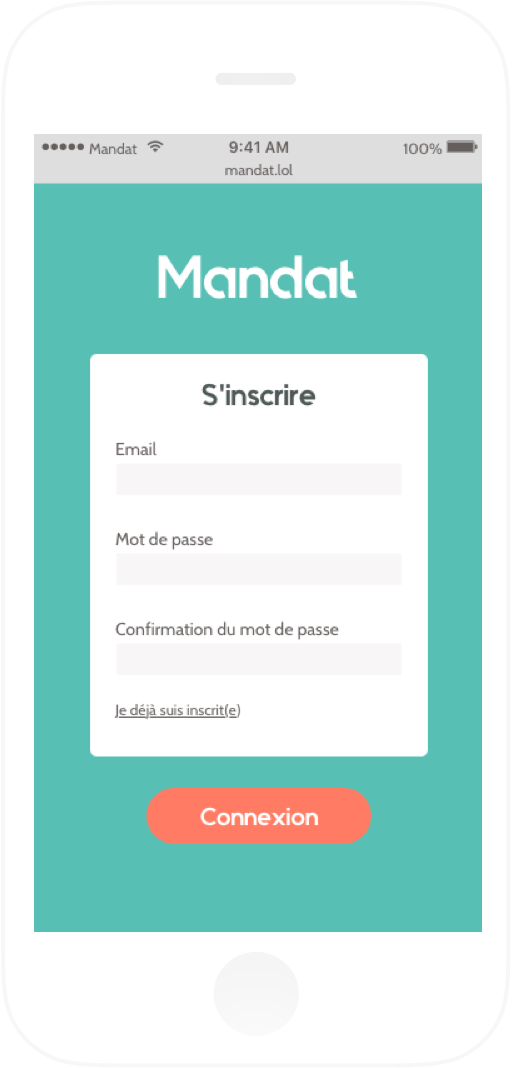 Mandat 9:41 AM 100%
mandat.lol
Mandat
S'inscrire
Email
Mot de passe
Confirmation du mot de passe
Je déjà suis inscrit(e)
Connexion